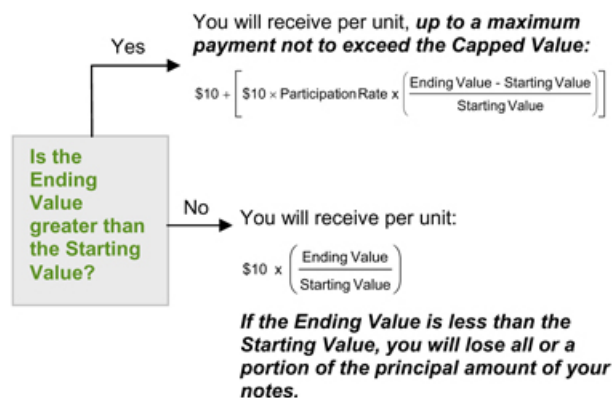 You will receive per unit, up to a maximum
payment not to exceed the Capped Value:
Yes
$10 + [$10 × Participation Rate x (Ending Value - Starting Value / Starting Value)]
Is the
Ending
Value
greater than
the Starting
Value?
No
You will receive per unit:
$10 x (Ending Value / Starting Value)
If the Ending Value is less than the
Starting Value, you will lose all or a
portion of the principal amount of your
notes.